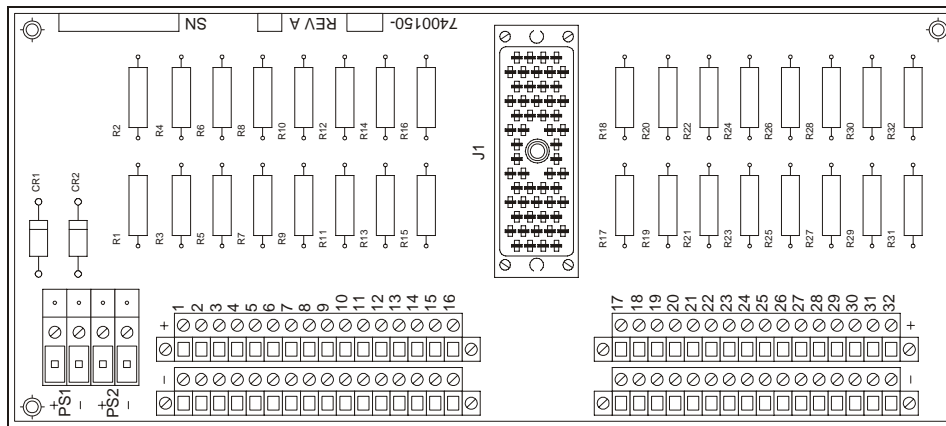 SN
REV A
7400150-
R2 R4 R6 R8 R10 R12 R14 R16
R18 R20 R22 R24 R26 R28 R30 R32
J1
CR1 CR2
R1 R3 R5 R7 R9 R11 R13 R15
R17 R19 R21 R23 R25 R27 R29 R31
1 2 3 4 5 6 7 8 9 10 11 12 13 14 15 16
17 18 19 20 21 22 23 24 25 26 27 28 29 30 31 32
+ +
− −
+ − + −
PS1 PS2